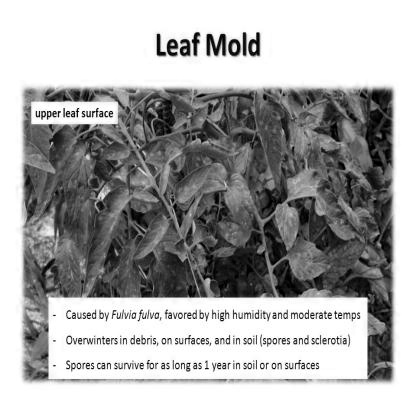 Leaf Mold
upper leaf surface
- Caused by Fulvia fulva, favored by high humidity and moderate temps
- Overwinters in debris, on surfaces, and in soil (spores and sclerotia)
- Spores can survive for as long as 1 year in soil or on surfaces